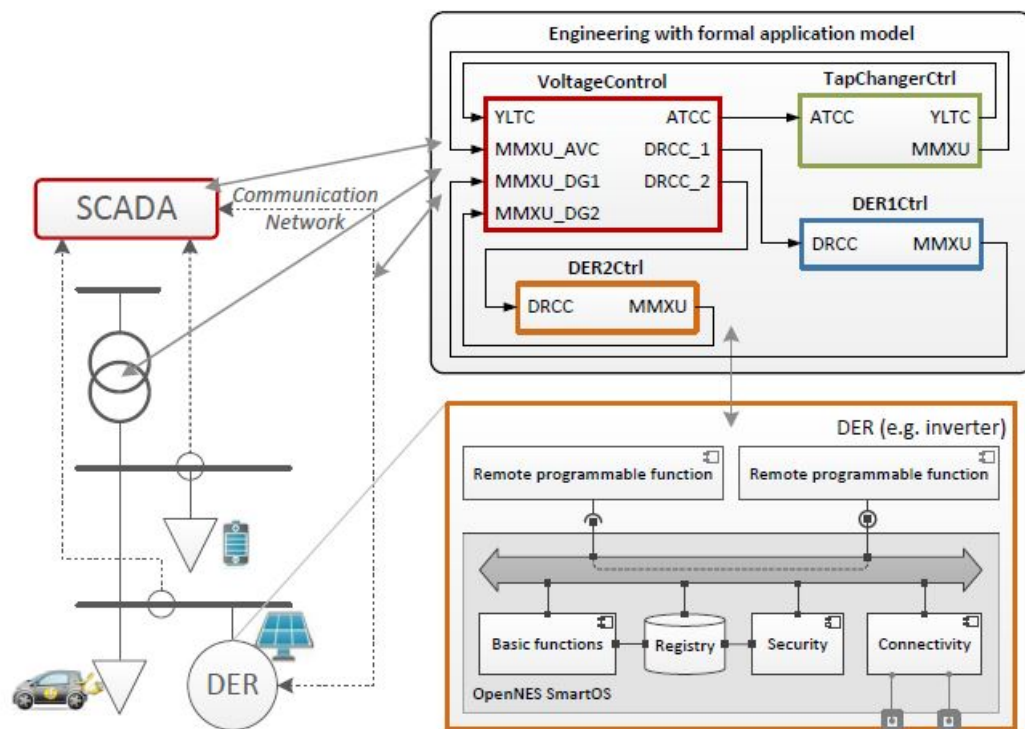 Engineering with formal application model
VoltageControl
TapChangerCtrl
YLTC
ATCC
MMXU_AVC
DRCC_1
MMXU_DG1
DRCC_2
MMXU_DG2
ATCC
YLTC
MMXU
DER1Ctrl
DRCC
MMXU
DER2Ctrl
DRCC
MMXU
SCADA
Communication
Network
DER
DER (e.g. inverter)
Remote programmable function
Remote programmable function
Basic functions
Registry
Security
Connectivity
OpenNES SmartOS